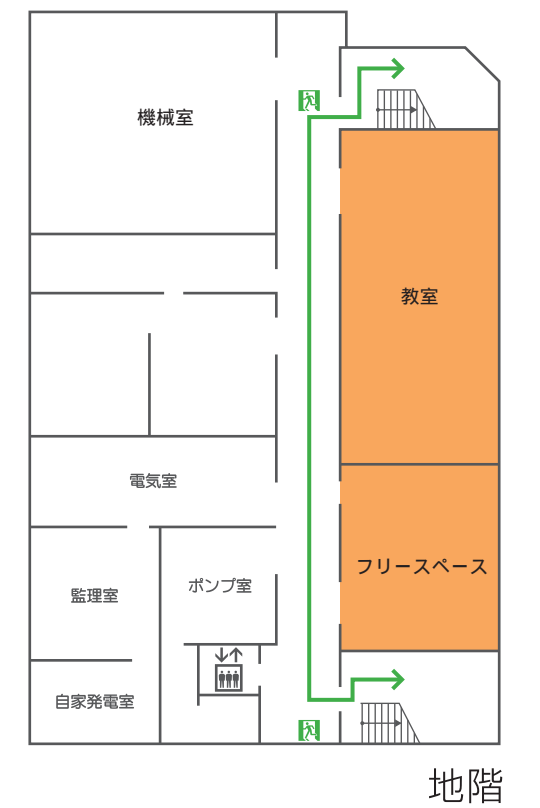 機械室
教室
電気室
フリースペース
監理室
ポンプ室
自家発電室
地階